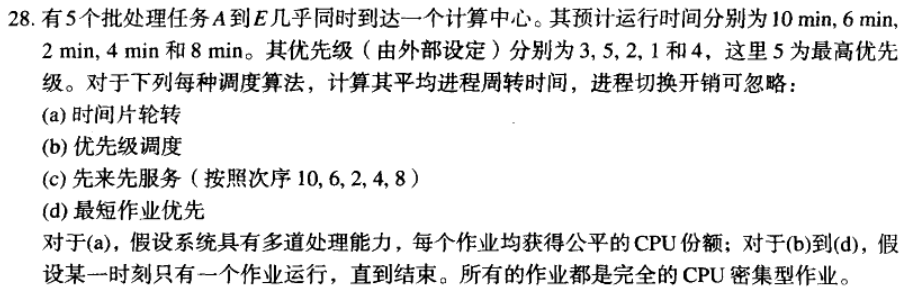 28. 有5个批处理任务A到E几乎同时到达一个计算中心。其预计运行时间分别为10 min, 6 min,
2 min, 4 min 和 8 min。其优先级（由外部设定）分别为 3, 5, 2, 1 和 4，这里 5 为最高优先
级。对于下列每种调度算法，计算其平均进程周转时间，进程切换开销可忽略：
(a) 时间片轮转
(b) 优先级调度
(c) 先来先服务（按照次序 10, 6, 2, 4, 8）
(d) 最短作业优先
对于(a)，假设系统具有多道处理能力，每个作业均获得公平的CPU份额；对于(b)到(d)，假
设某一时刻只有一个作业运行，直到结束。所有的作业都是完全的CPU密集型作业。